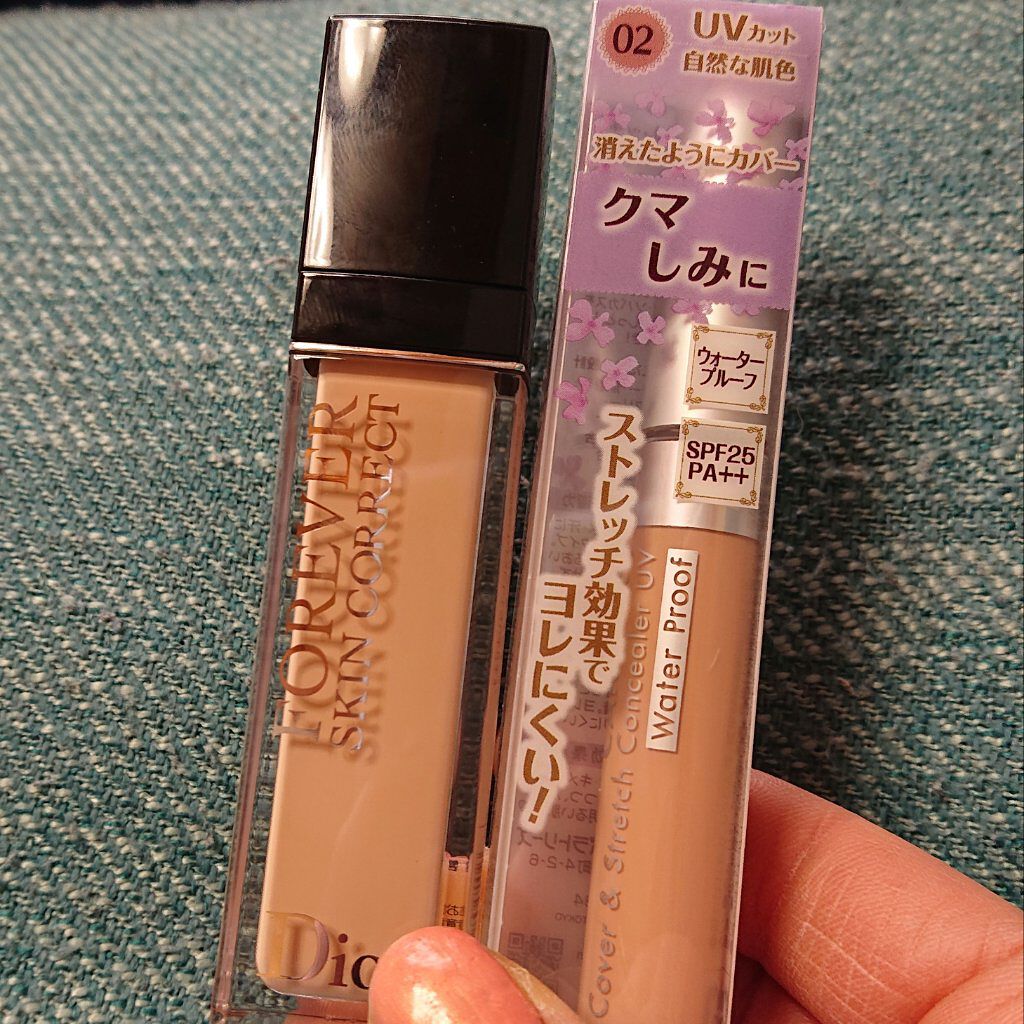 FOREVER
SKIN CORRECT
Dio
02
UVカット
自然な肌色
消えたようにカバー
クマ
しみに
ウォーター
プルーフ
SPF25
PA++
ストレッチ効果で
ヨレにくい!
Cover & Stretch Concealer UV
Water Proof